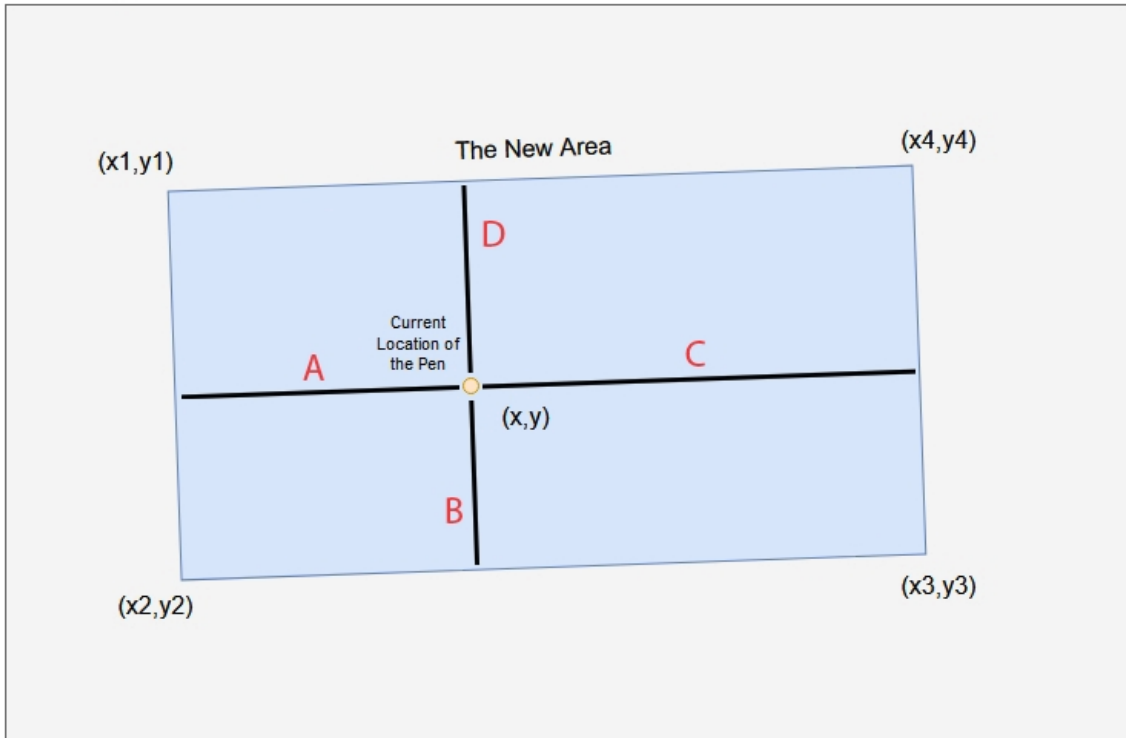 The New Area
(x1,y1)
(x4,y4)
D
Current
Location of
the Pen
A
C
(x,y)
B
(x2,y2)
(x3,y3)